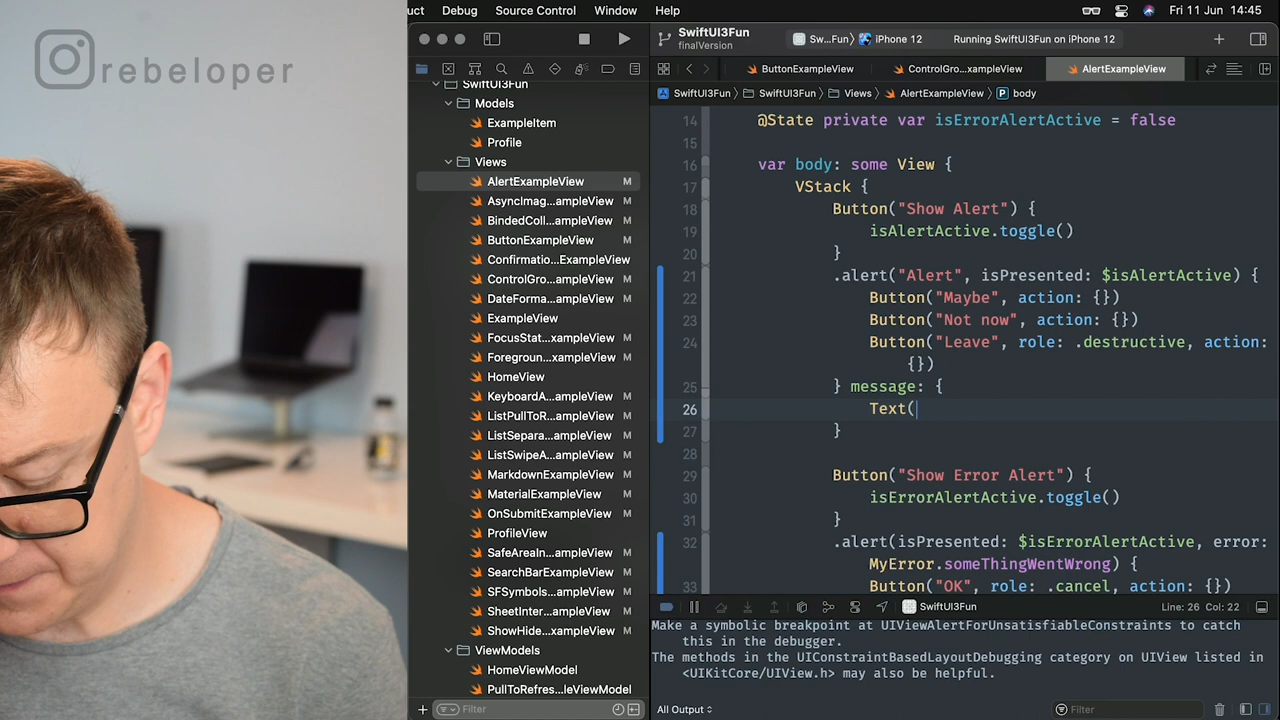 rebeloper
uct Debug Source Control Window Help Fri 11 Jun 14:45
SwiftUI3Fun
finalVersion
Sw...Fun
iPhone 12
Running SwiftUI3Fun on iPhone 12
ButtonExampleView
ControlGro...xampleView
AlertExampleView
SwiftUI3Fun
SwiftUI3Fun
Views
AlertExampleView
P body
SwiftUI3Fun
Models
ExampleItem
Profile
Views
AlertExampleView M
AsyncImag...ampleView M
BindedColl...ampleView M
ButtonExampleView M
Confirmatio...ExampleView
ControlGro...ampleView M
DateForma...ampleView M
ExampleView M
FocusStat...xampleView M
Foregroun...xampleView M
HomeView M
KeyboardA...ampleView M
ListPullToR...ampleView M
ListSepara...ampleView M
ListSwipeA...ampleView M
MarkdownExampleView M
MaterialExampleView M
OnSubmitExampleView M
ProfileView M
SafeAreaIn...ampleView M
SearchBarExampleView M
SFSymbols...ampleView M
SheetInter...ampleView M
ShowHide...xampleView M
ViewModels
HomeViewModel M
PullToRefres...leViewModel
Filter
14 @State private var isErrorAlertActive = false
15
16 var body: some View {
17 VStack {
18 Button("Show Alert") {
19 isAlertActive.toggle()
20 }
21 .alert("Alert", isPresented: $isAlertActive) {
22 Button("Maybe", action: {})
23 Button("Not now", action: {})
24 Button("Leave", role: .destructive, action:
{})
25 } message: {
26 Text(
27 }
28
29 Button("Show Error Alert") {
30 isErrorAlertActive.toggle()
31 }
32 .alert(isPresented: $isErrorAlertActive, error:
MyError.someThingWentWrong) {
33 Button("OK", role: .cancel, action: {})
SwiftUI3Fun
Line: 26 Col: 22
Make a symbolic breakpoint at UIViewAlertForUnsatisfiableConstraints to catch
this in the debugger.
The methods in the UIConstraintBasedLayoutDebugging category on UIView listed in
<UIKitCore/UIView.h> may also be helpful.
All Output
Filter